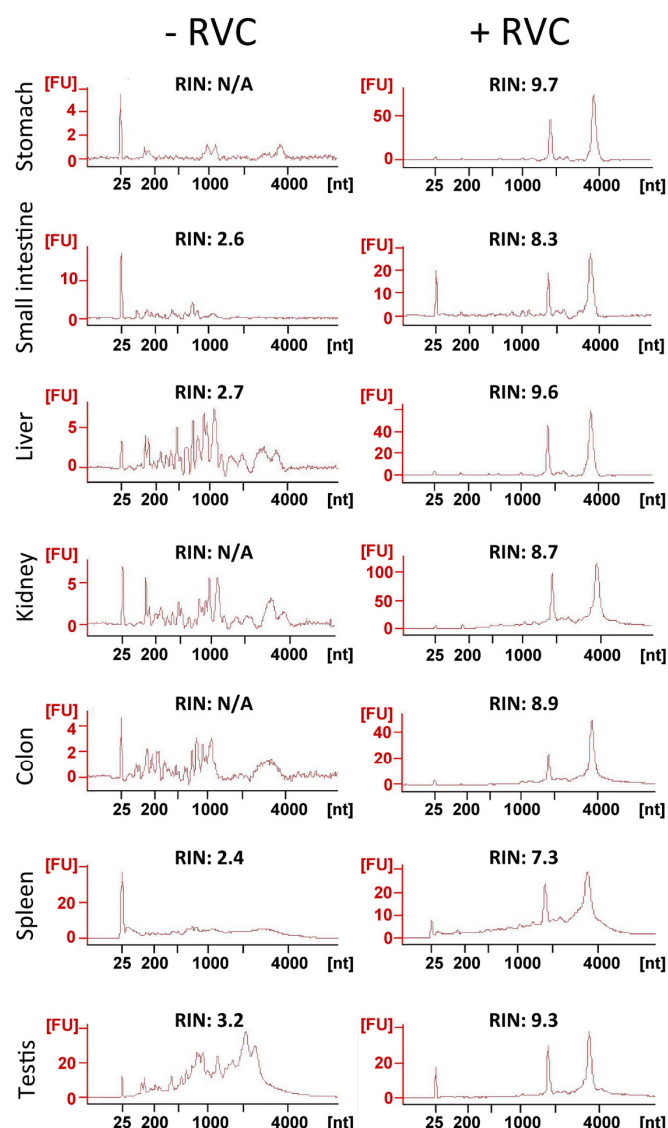 - RVC + RVC
Stomach
[FU] RIN: N/A
4
2
0
25 200 1000 4000 [nt]
[FU] RIN: 9.7
50
0
25 200 1000 4000 [nt]
Small intestine
[FU] RIN: 2.6
10
0
25 200 1000 4000 [nt]
[FU] RIN: 8.3
20
10
0
25 200 1000 4000 [nt]
Liver
[FU] RIN: 2.7
5
0
25 200 1000 4000 [nt]
[FU] RIN: 9.6
40
20
0
25 200 1000 4000 [nt]
Kidney
[FU] RIN: N/A
5
0
25 200 1000 4000 [nt]
[FU] RIN: 8.7
100
50
0
25 200 1000 4000 [nt]
Colon
[FU] RIN: N/A
4
2
0
25 200 1000 4000 [nt]
[FU] RIN: 8.9
40
20
0
25 200 1000 4000 [nt]
Spleen
[FU] RIN: 2.4
20
0
25 200 1000 4000 [nt]
[FU] RIN: 7.3
20
10
0
25 200 1000 4000 [nt]
Testis
[FU] RIN: 3.2
20
0
25 200 1000 4000 [nt]
[FU] RIN: 9.3
20
0
25 200 1000 4000 [nt]